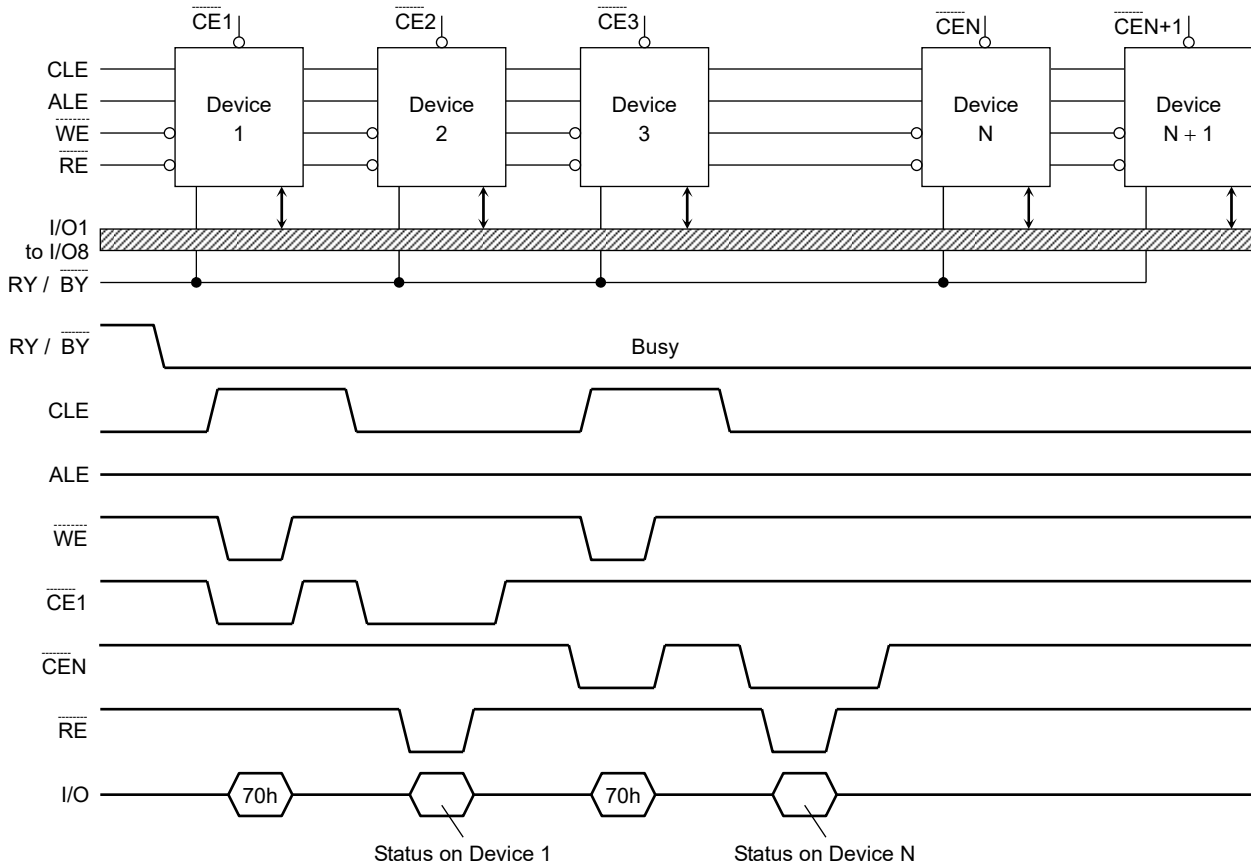 CE1 CE2 CE3 CEN CEN+1
CLE
ALE
WE
RE
Device 1
Device 2
Device 3
Device N
Device N + 1
I/O1 to I/O8
RY / BY
RY / BY
Busy
CLE
ALE
WE
CE1
CEN
RE
I/O
70h
70h
Status on Device 1
Status on Device N